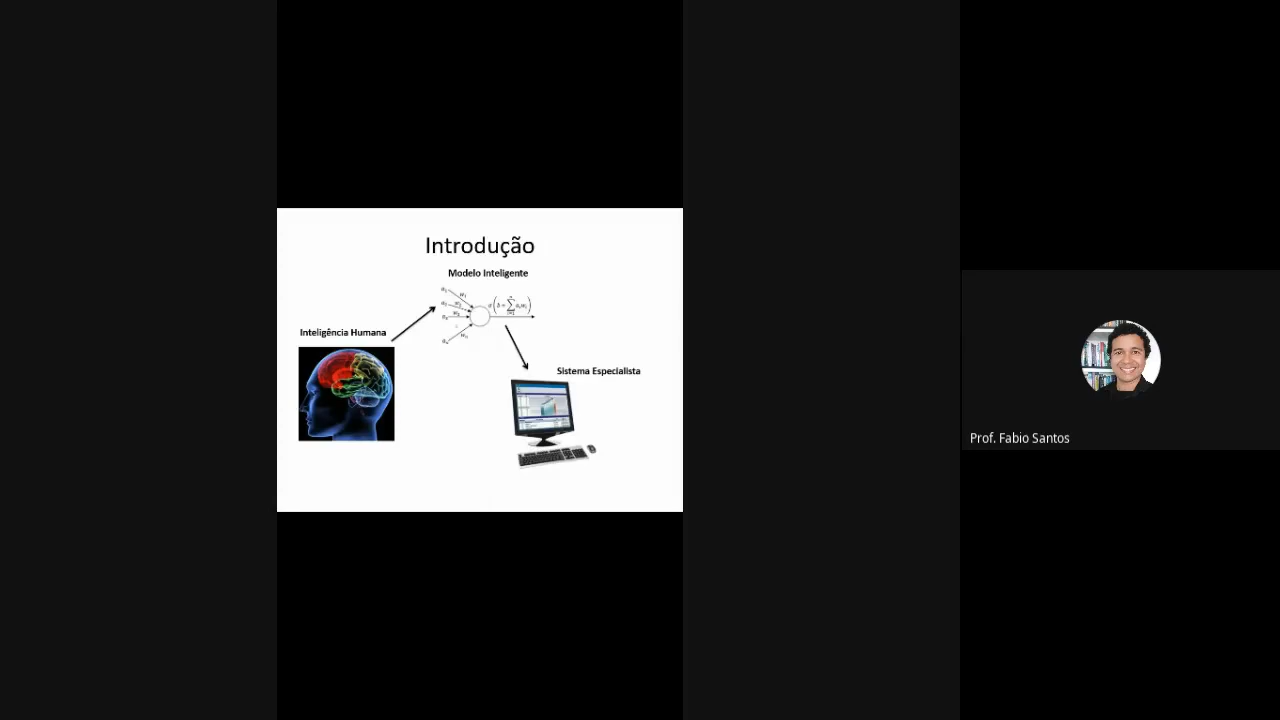 Introdução
Modelo Inteligente
Inteligência Humana
Sistema Especialista
Prof. Fabio Santos